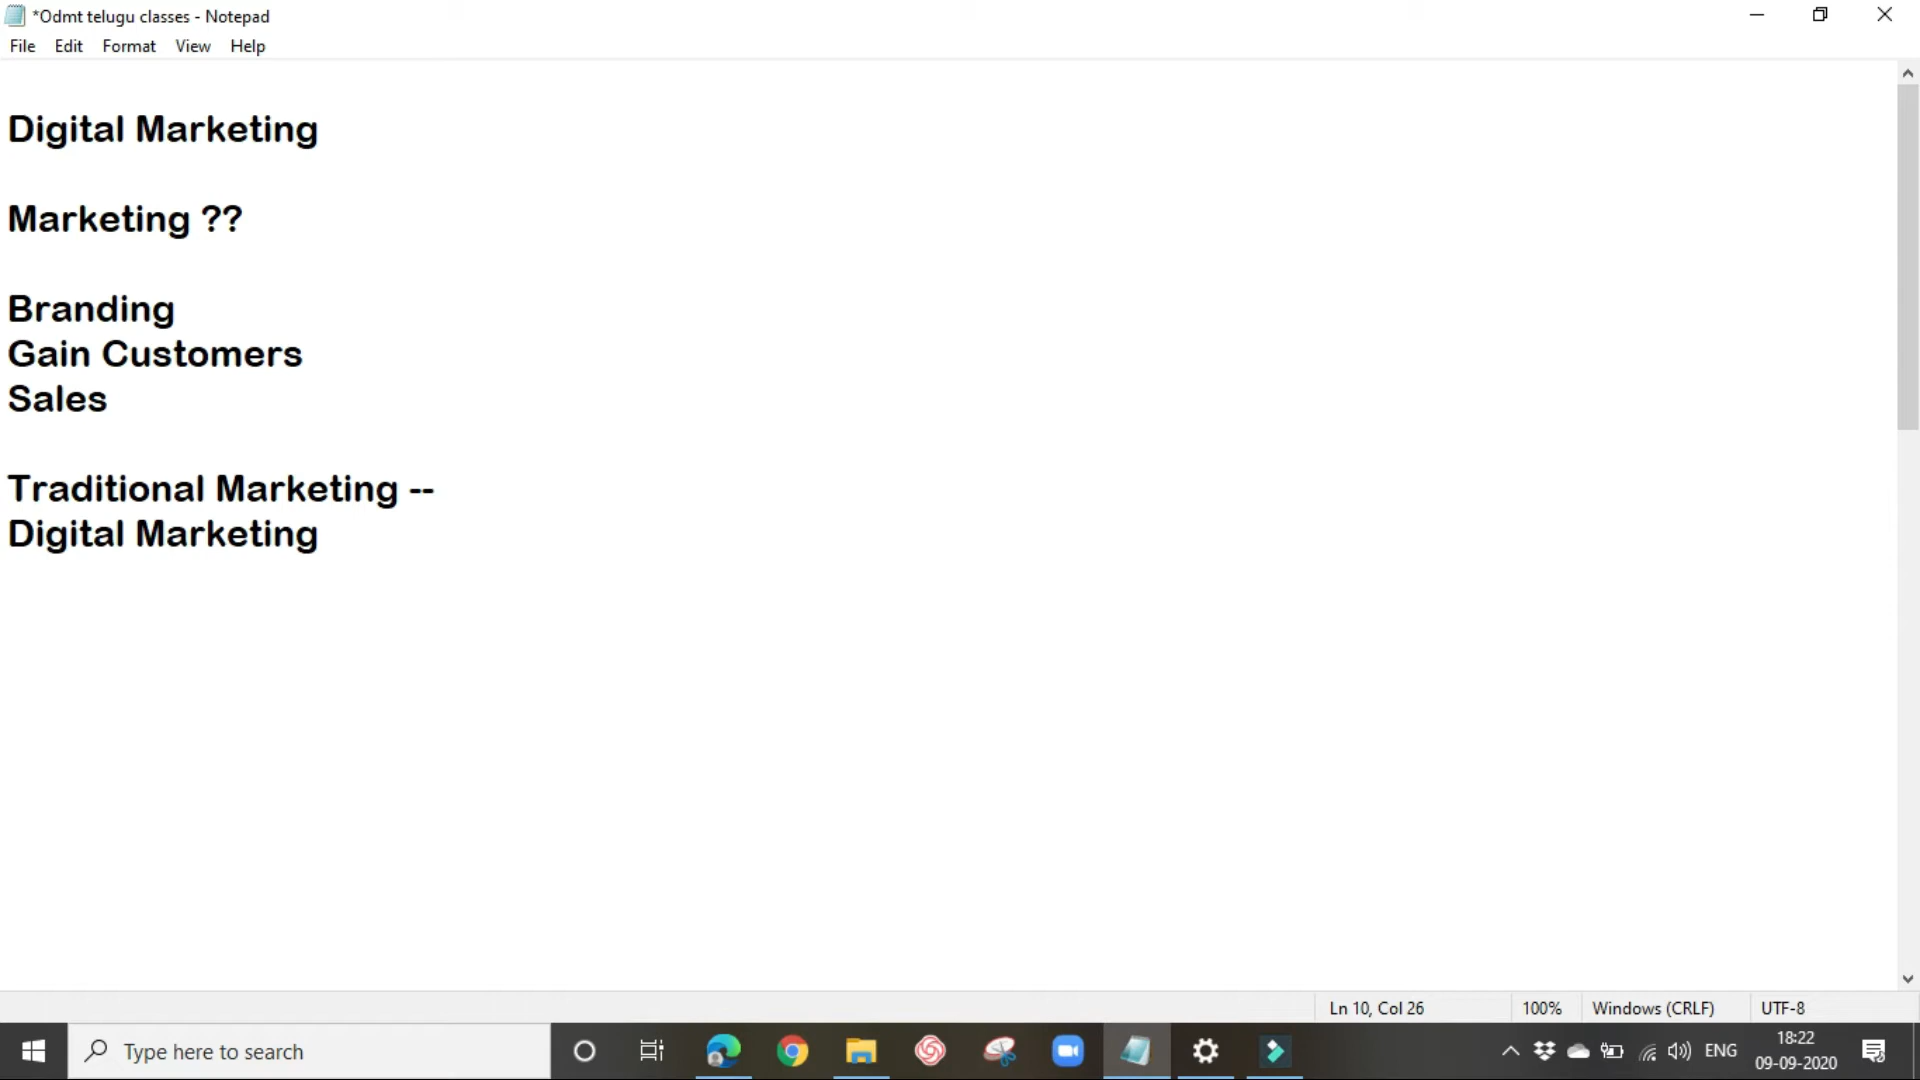 *Odmt telugu classes - Notepad
File Edit Format View Help
Digital Marketing
Marketing ??
Branding
Gain Customers
Sales
Traditional Marketing --
Digital Marketing
Ln 10, Col 26 100% Windows (CRLF) UTF-8
Type here to search
ENG
18:22
09-09-2020